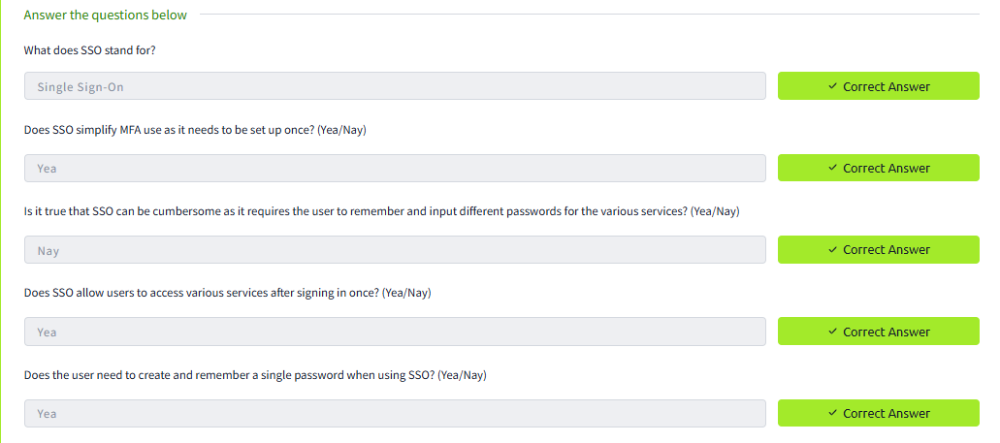 Answer the questions below
What does SSO stand for?
Single Sign-On
✓ Correct Answer
Does SSO simplify MFA use as it needs to be set up once? (Yea/Nay)
Yea
✓ Correct Answer
Is it true that SSO can be cumbersome as it requires the user to remember and input different passwords for the various services? (Yea/Nay)
Nay
✓ Correct Answer
Does SSO allow users to access various services after signing in once? (Yea/Nay)
Yea
✓ Correct Answer
Does the user need to create and remember a single password when using SSO? (Yea/Nay)
Yea
✓ Correct Answer